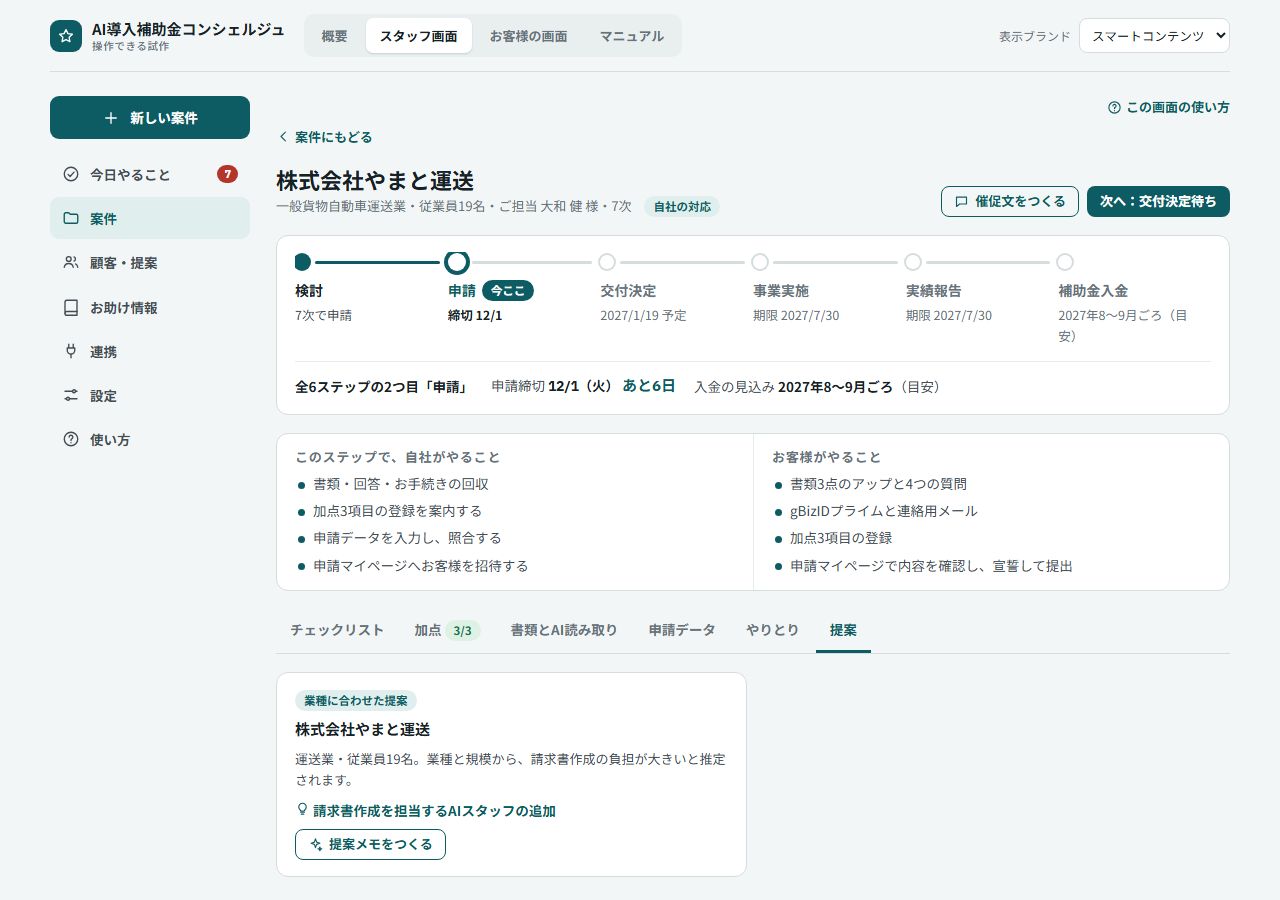 AI導入補助金コンシェルジュ
操作できる試作
概要
スタッフ画面
お客様の画面
マニュアル
表示ブランド
スマートコンテンツ
新しい案件
今日やること
7
案件
顧客・提案
お助け情報
連携
設定
使い方
この画面の使い方
案件にもどる
株式会社やまと運送
一般貨物自動車運送業・従業員19名・ご担当 大和 健 様・7次
自社の対応
催促文をつくる
次へ：交付決定待ち
検討
7次で申請
申請 今ここ
締切 12/1
交付決定
2027/1/19 予定
事業実施
期限 2027/7/30
実績報告
期限 2027/7/30
補助金入金
2027年8〜9月ごろ（目
安）
全6ステップの2つ目「申請」
申請締切 12/1（火） あと6日
入金の見込み 2027年8〜9月ごろ（目安）
このステップで、自社がやること
書類・回答・お手続きの回収
加点3項目の登録を案内する
申請データを入力し、照合する
申請マイページへお客様を招待する
お客様がやること
書類3点のアップと4つの質問
gBizIDプライムと連絡用メール
加点3項目の登録
申請マイページで内容を確認し、宣誓して提出
チェックリスト
加点 3/3
書類とAI読み取り
申請データ
やりとり
提案
業種に合わせた提案
株式会社やまと運送
運送業・従業員19名。業種と規模から、請求書作成の負担が大きいと推定
されます。
請求書作成を担当するAIスタッフの追加
提案メモをつくる